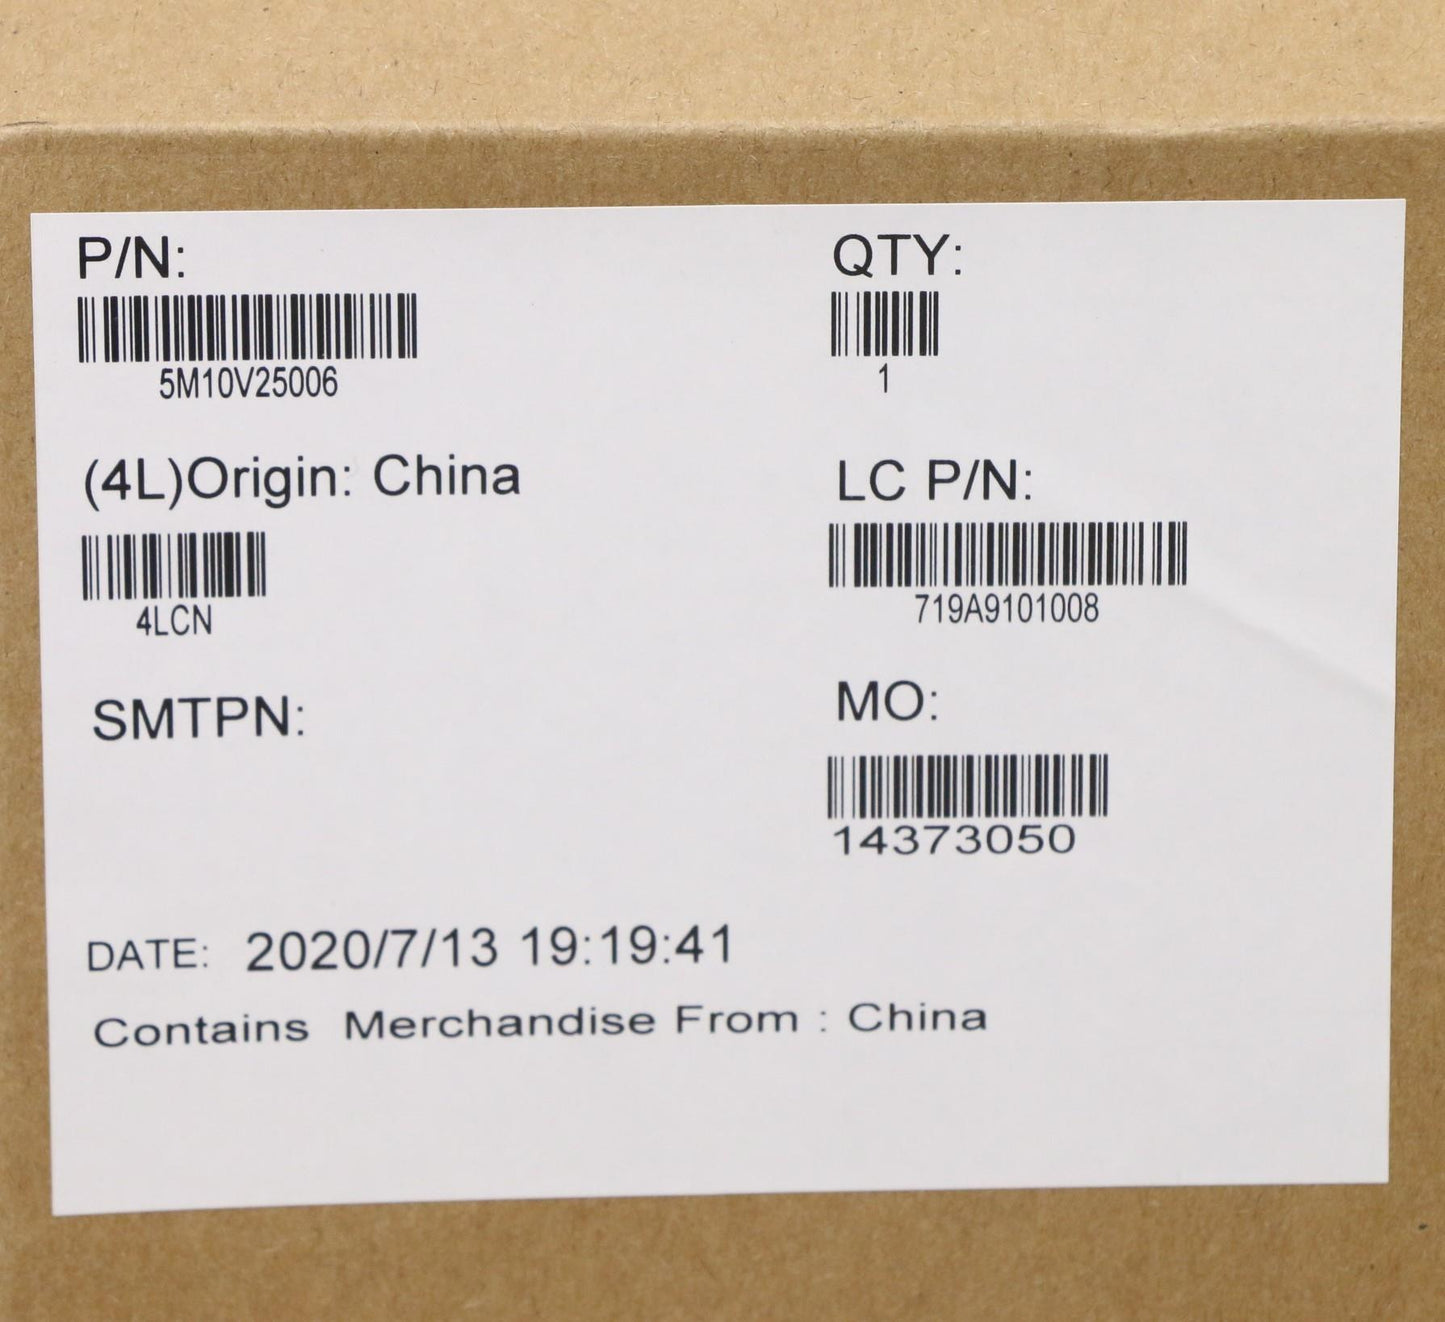 P/N:
5M10V25006
QTY:
1
(4L)Origin: China
4LCN
LC P/N:
719A9101008
SMTPN:
MO:
14373050
DATE: 2020/7/13 19:19:41
Contains Merchandise From : China